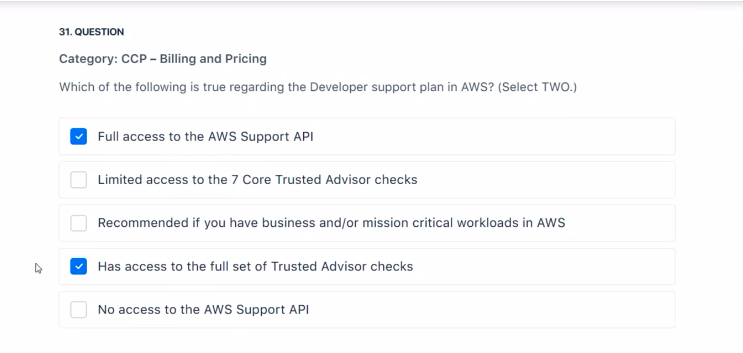 31. QUESTION
Category: CCP – Billing and Pricing
Which of the following is true regarding the Developer support plan in AWS? (Select TWO.)
Full access to the AWS Support API
Limited access to the 7 Core Trusted Advisor checks
Recommended if you have business and/or mission critical workloads in AWS
Has access to the full set of Trusted Advisor checks
No access to the AWS Support API